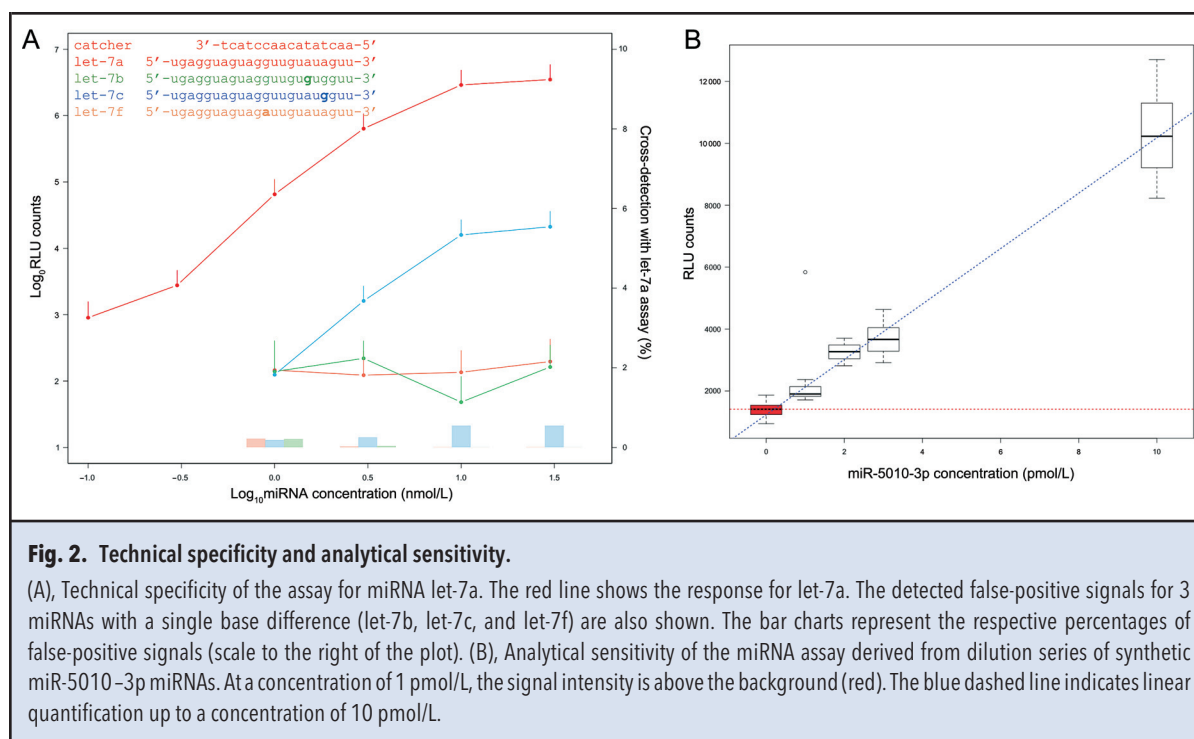 A
catcher 3'-tcatccaacatatcaa-5'
let-7a 5'-ugagguaguagguuguauaguu-3'
let-7b 5'-ugagguaguagguugugugguu-3'
let-7c 5'-ugagguaguagguuguaugguu-3'
let-7f 5'-ugagguaguagauuguauaguu-3'
7
6
5
4
3
2
1
Log0RLU counts
10
8
6
4
2
0
Cross-detection with let-7a assay (%)
−1.0 −0.5 0.0 0.5 1.0 1.5
Log10miRNA concentration (nmol/L)
B
12000
10000
8000
6000
4000
2000
RLU counts
0 2 4 6 8 10
miR-5010-3p concentration (pmol/L)
Fig. 2. Technical specificity and analytical sensitivity.
(A), Technical specificity of the assay for miRNA let-7a. The red line shows the response for let-7a. The detected false-positive signals for 3
miRNAs with a single base difference (let-7b, let-7c, and let-7f) are also shown. The bar charts represent the respective percentages of
false-positive signals (scale to the right of the plot). (B), Analytical sensitivity of the miRNA assay derived from dilution series of synthetic
miR-5010–3p miRNAs. At a concentration of 1 pmol/L, the signal intensity is above the background (red). The blue dashed line indicates linear
quantification up to a concentration of 10 pmol/L.